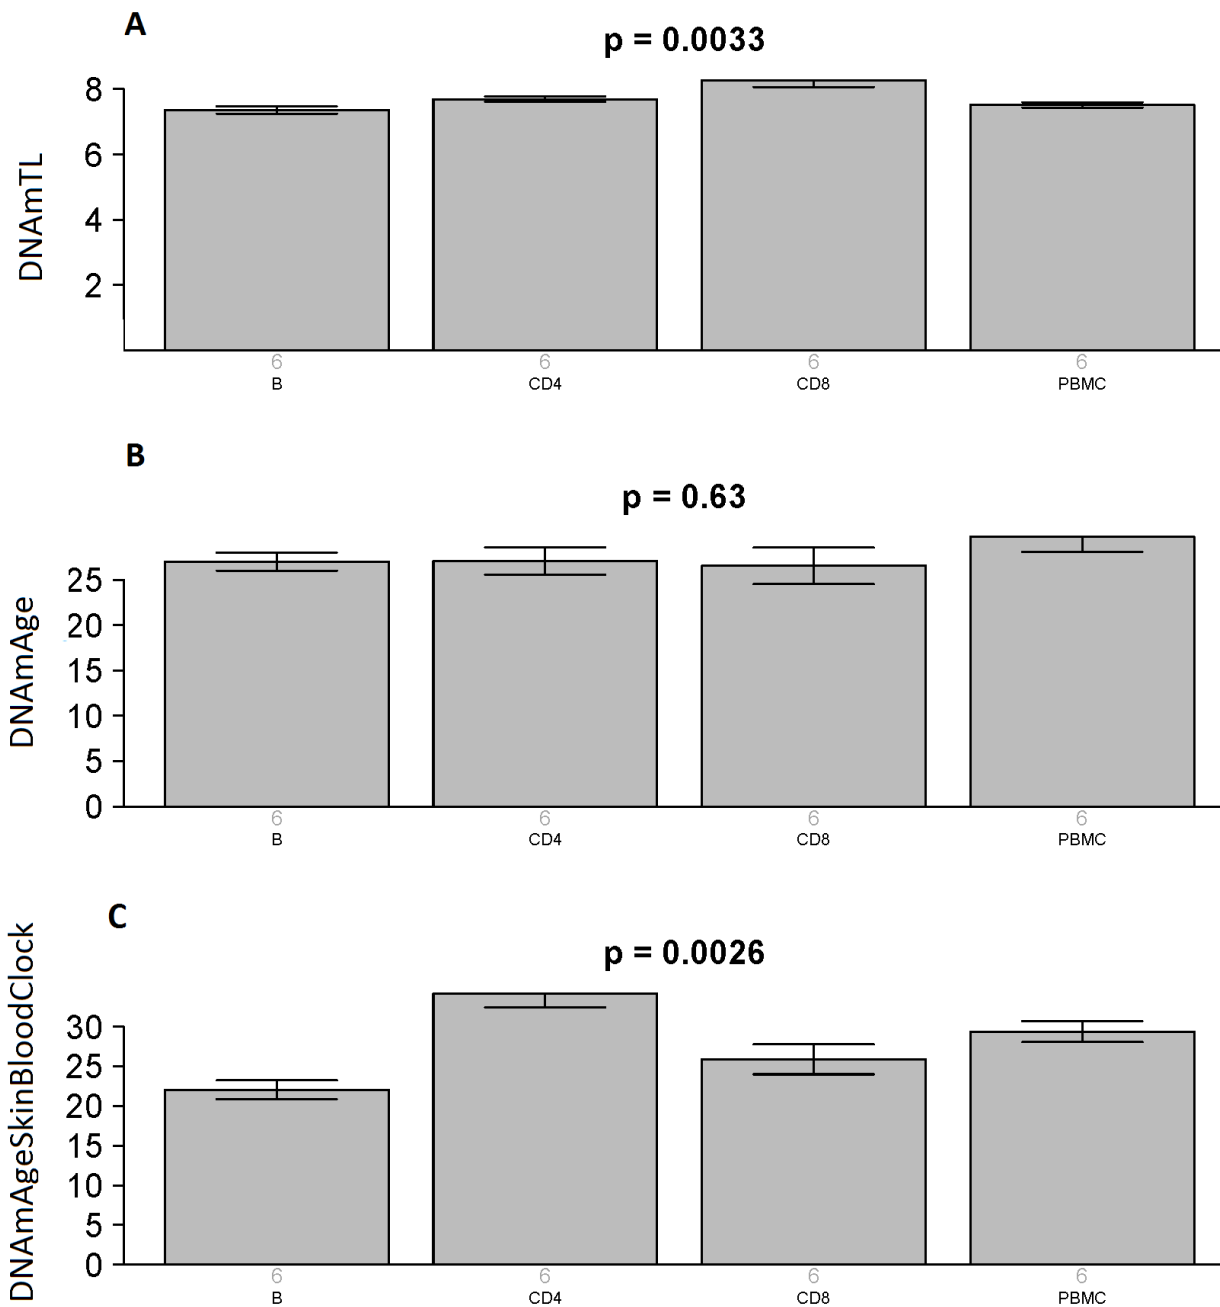 A
p = 0.0033
DNAmTL
8
6
4
2
6 6 6 6
B CD4 CD8 PBMC
B
p = 0.63
DNAmAge
25
20
15
10
5
0
6 6 6 6
B CD4 CD8 PBMC
C
p = 0.0026
DNAmAgeSkinBloodClock
30
25
20
15
10
5
0
6 6 6 6
B CD4 CD8 PBMC